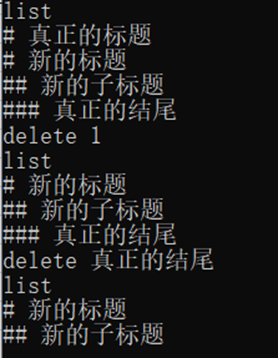 list
# 真正的标题
# 新的标题
## 新的子标题
### 真正的结尾
delete 1
list
# 新的标题
## 新的子标题
### 真正的结尾
delete 真正的结尾
list
# 新的标题
## 新的子标题